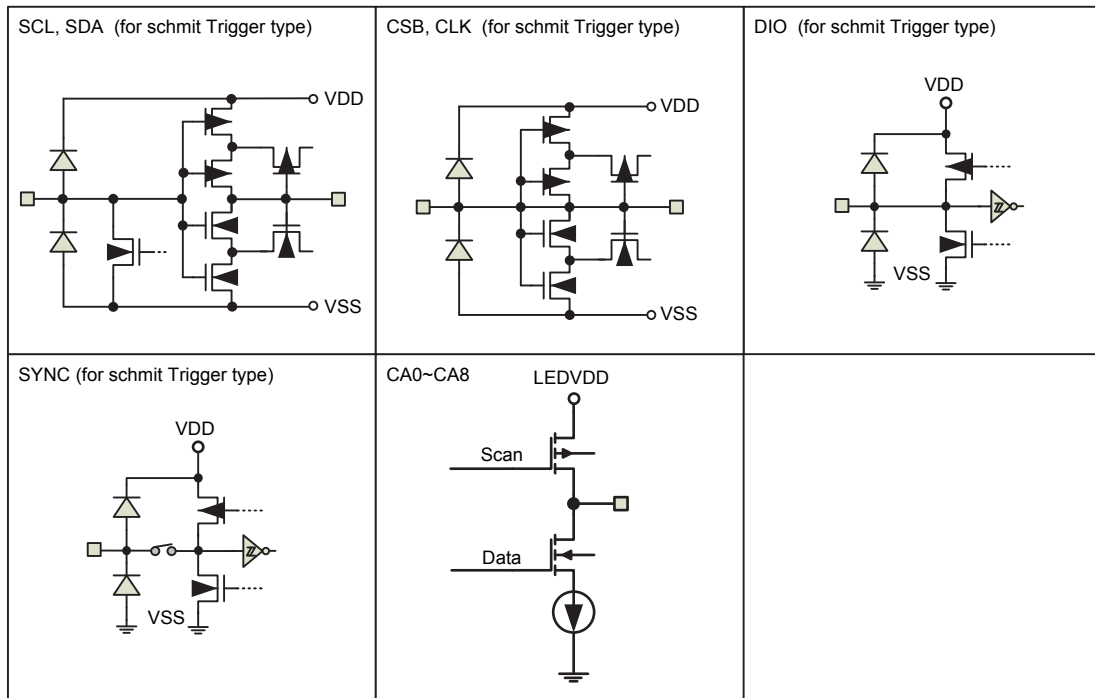 SCL, SDA (for schmit Trigger type)
VDD
VSS
CSB, CLK (for schmit Trigger type)
VDD
VSS
DIO (for schmit Trigger type)
VDD
VSS
SYNC (for schmit Trigger type)
VDD
VSS
CA0~CA8
LEDVDD
Scan
Data